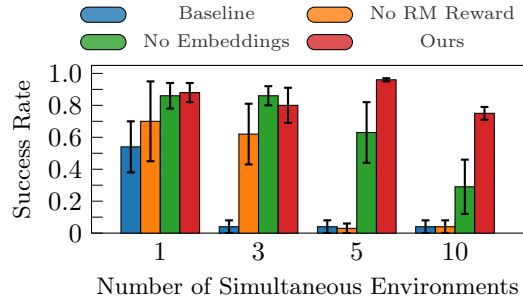 Baseline
No RM Reward
No Embeddings
Ours
Success Rate
1.0
0.8
0.6
0.4
0.2
0
1
3
5
10
Number of Simultaneous Environments